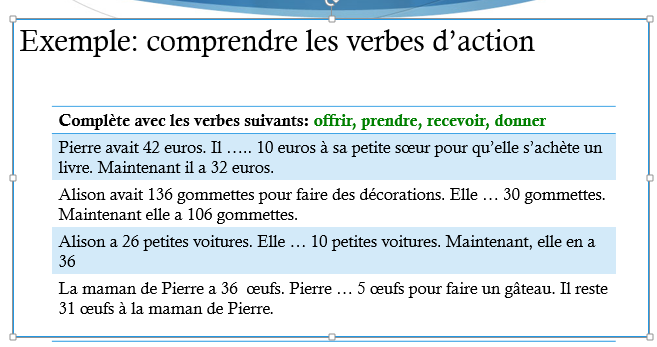 Exemple: comprendre les verbes d’action
Complète avec les verbes suivants: offrir, prendre, recevoir, donner
Pierre avait 42 euros. Il ….. 10 euros à sa petite sœur pour qu’elle s’achète un
livre. Maintenant il a 32 euros.
Alison avait 136 gommettes pour faire des décorations. Elle … 30 gommettes.
Maintenant elle a 106 gommettes.
Alison a 26 petites voitures. Elle … 10 petites voitures. Maintenant, elle en a
36
La maman de Pierre a 36  œufs. Pierre … 5 œufs pour faire un gâteau. Il reste
31 œufs à la maman de Pierre.